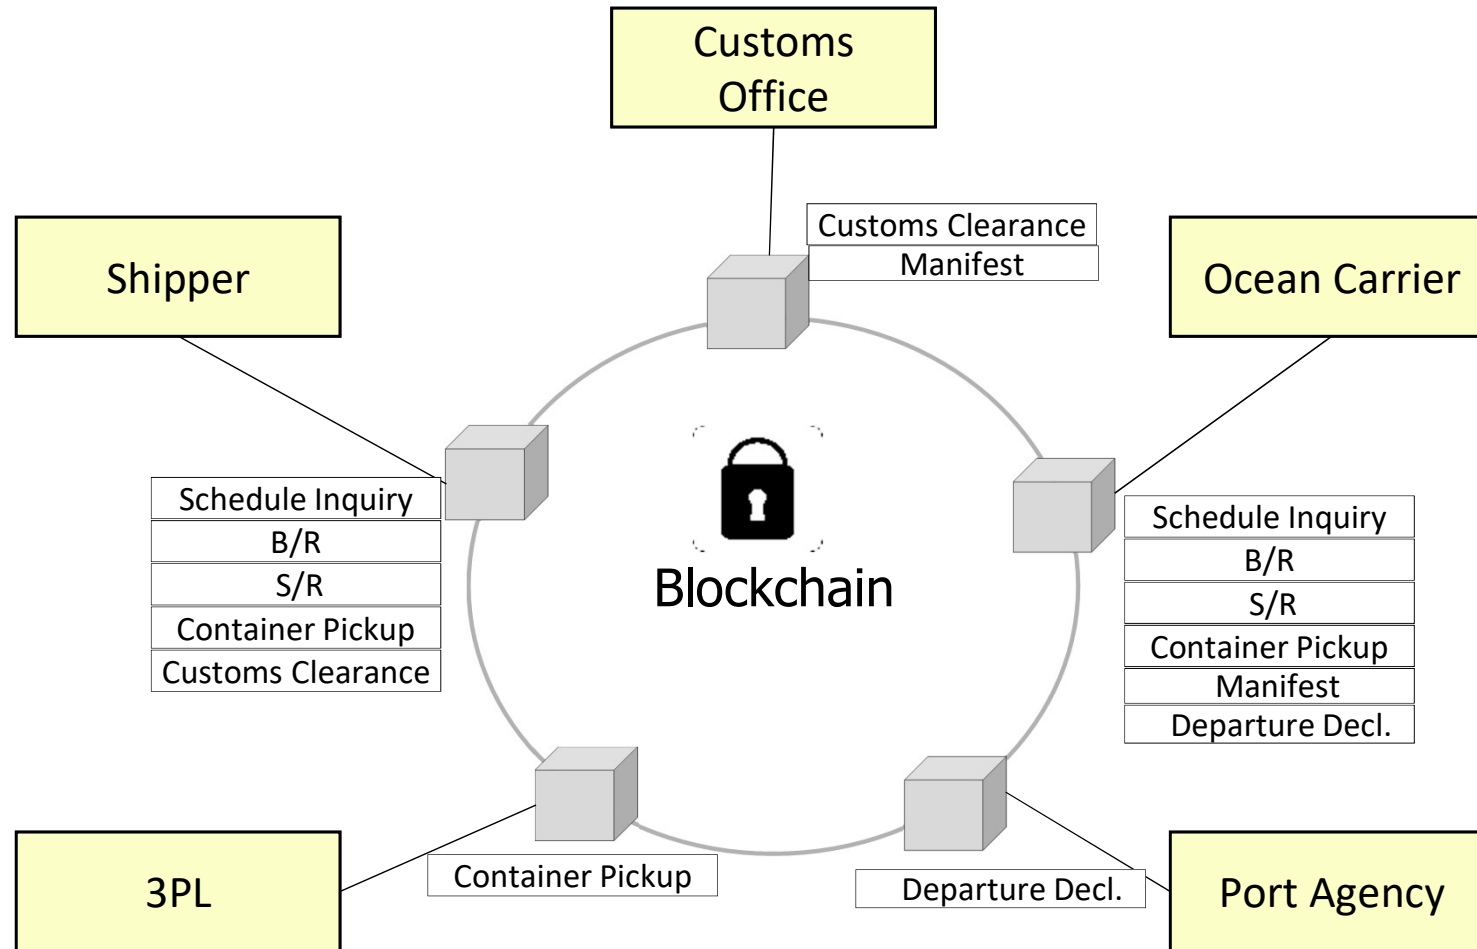 Customs
Office
Shipper
Customs Clearance
Manifest
Ocean Carrier
Schedule Inquiry
B/R
S/R
Container Pickup
Customs Clearance
Blockchain
Schedule Inquiry
B/R
S/R
Container Pickup
Manifest
Departure Decl.
3PL
Container Pickup
Departure Decl.
Port Agency